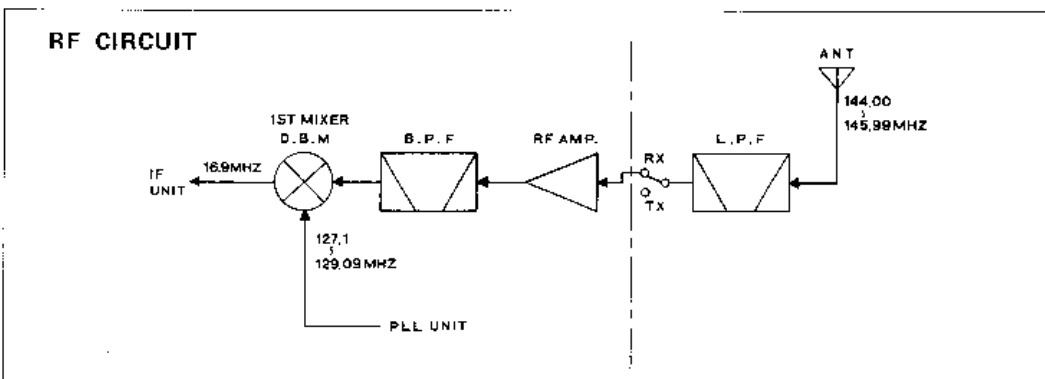 RF CIRCUIT
ANT
144.00
~
145.99MHZ
1ST MIXER
D.B.M
B.P.F
RF AMP.
RX
TX
L.P.F
IF
UNIT
16.9MHZ
127.1
~
129.09MHZ
PLL UNIT